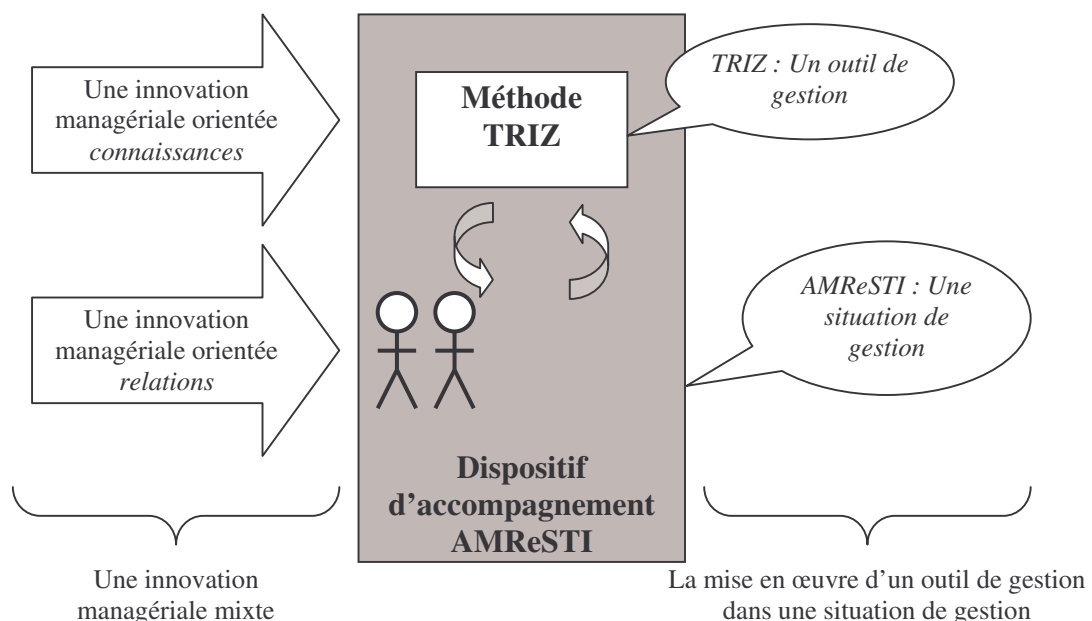 Une innovation
managériale orientée
connaissances
Une innovation
managériale orientée
relations
Méthode
TRIZ
Dispositif
d’accompagnement
AMReSTI
TRIZ : Un outil de
gestion
AMReSTI : Une
situation de
gestion
Une innovation
managériale mixte
La mise en œuvre d’un outil de gestion
dans une situation de gestion